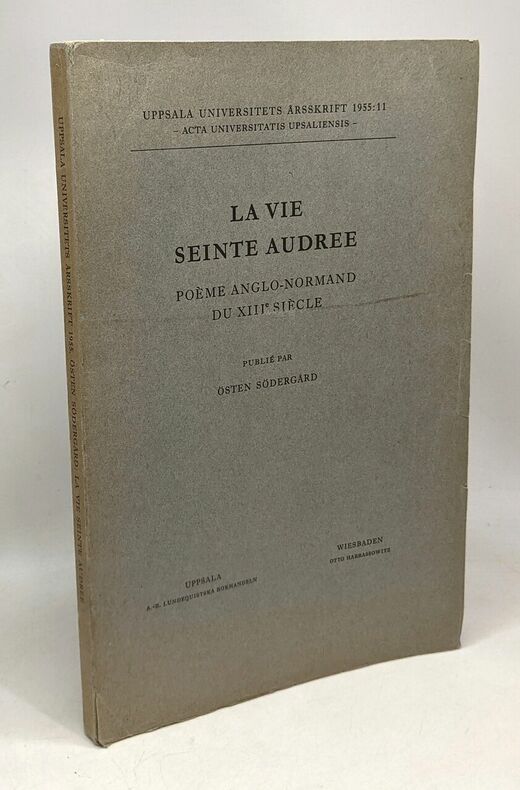 UPPSALA UNIVERSITETS ÅRSSKRIFT 1955:11
– ACTA UNIVERSITATIS UPSALIENSIS –
LA VIE
SEINTE AUDREE
POÈME ANGLO-NORMAND
DU XIIIe SIÈCLE
PUBLIÉ PAR
ÖSTEN SÖDERGÅRD
UPPSALA
A.-B. LUNDEQUISTSKA BOKHANDELN
WIESBADEN
OTTO HARRASSOWITZ
UPPSALA UNIVERSITETS ÅRSSKRIFT 1955. ÖSTEN SÖDERGÅRD: LA VIE SEINTE AUDREE